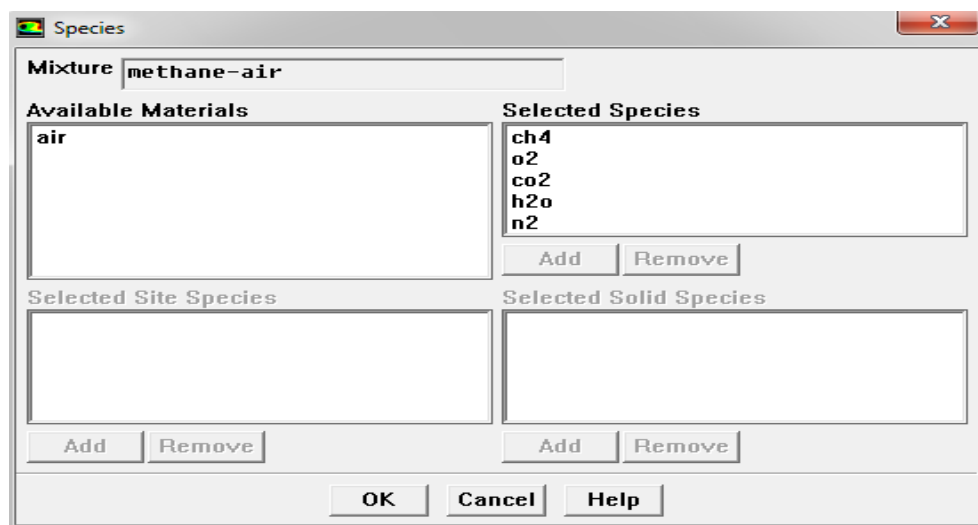 Species
Mixture methane-air
Available Materials
air
Selected Species
ch4
o2
co2
h2o
n2
Add Remove
Selected Site Species
Selected Solid Species
Add Remove
Add Remove
OK Cancel Help